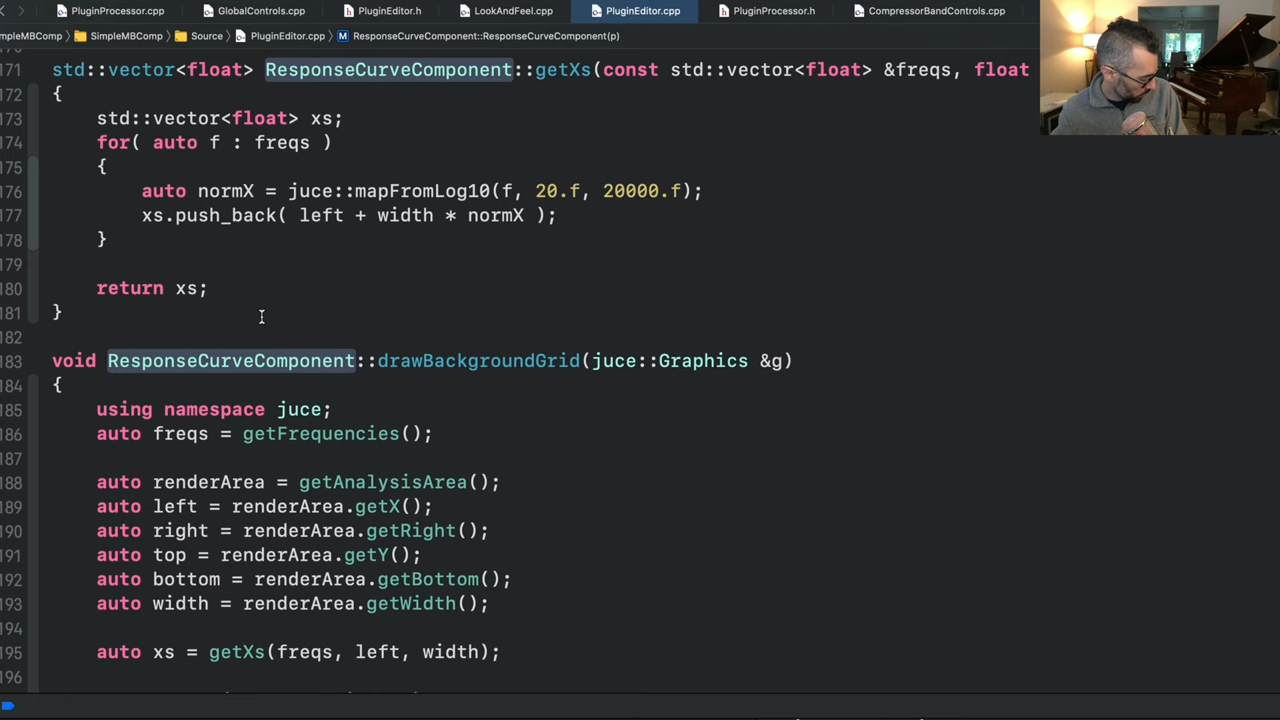 PluginProcessor.cpp GlobalControls.cpp PluginEditor.h LookAndFeel.cpp PluginEditor.cpp PluginProcessor.h CompressorBandControls.cpp
mpleMBComp SimpleMBComp Source PluginEditor.cpp M ResponseCurveComponent::ResponseCurveComponent(p)
171 std::vector<float> ResponseCurveComponent::getXs(const std::vector<float> &freqs, float
172 {
173 std::vector<float> xs;
174 for( auto f : freqs )
175 {
176 auto normX = juce::mapFromLog10(f, 20.f, 20000.f);
177 xs.push_back( left + width * normX );
178 }
179
180 return xs;
181 }
182
183 void ResponseCurveComponent::drawBackgroundGrid(juce::Graphics &g)
184 {
185 using namespace juce;
186 auto freqs = getFrequencies();
187
188 auto renderArea = getAnalysisArea();
189 auto left = renderArea.getX();
190 auto right = renderArea.getRight();
191 auto top = renderArea.getY();
192 auto bottom = renderArea.getBottom();
193 auto width = renderArea.getWidth();
194
195 auto xs = getXs(freqs, left, width);
196